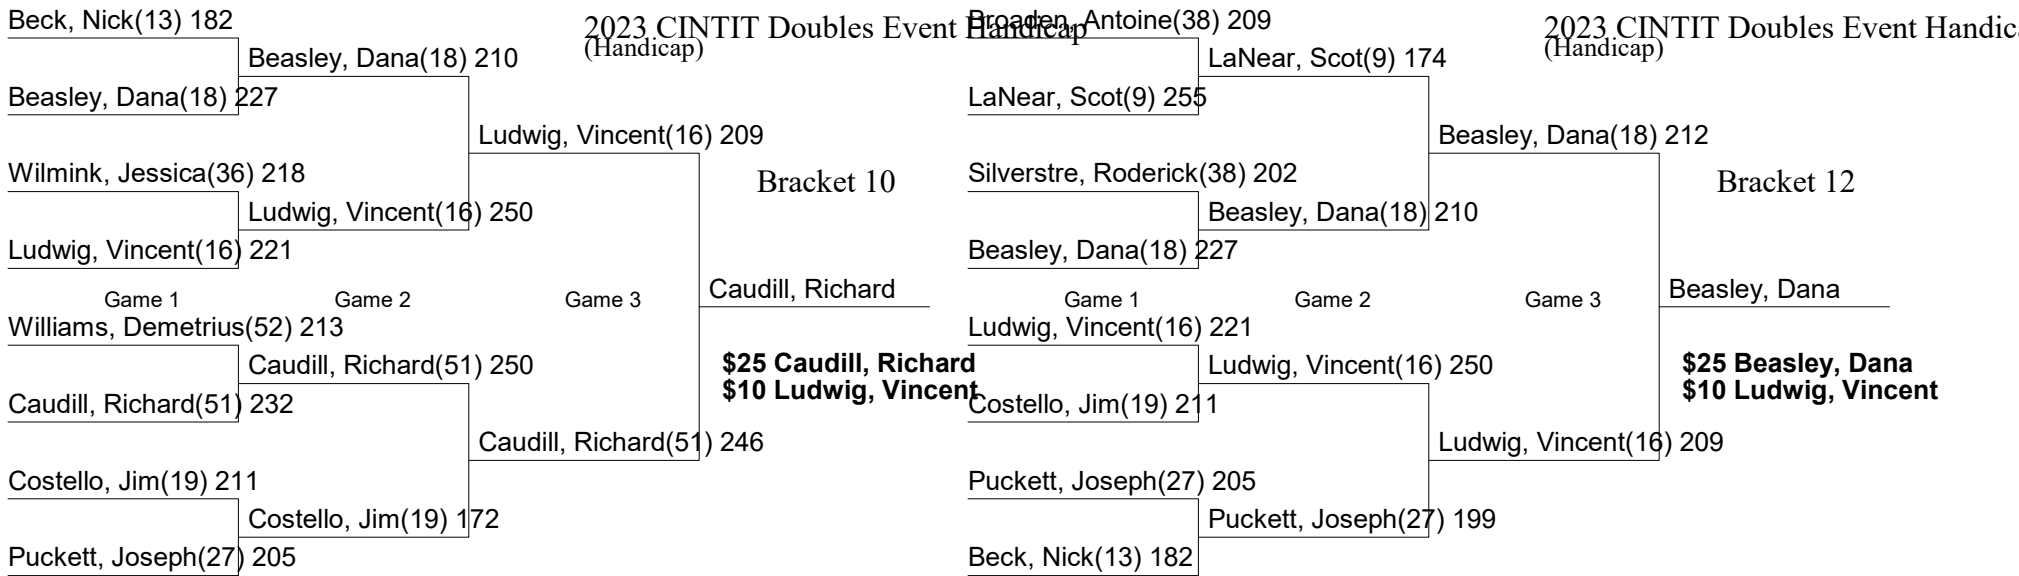 Beck, Nick(13) 182
2023 CINTIT Doubles Event Handicap
(Handicap)
Beasley, Dana(18) 210
Beasley, Dana(18) 227
Ludwig, Vincent(16) 209
Wilmink, Jessica(36) 218
Bracket 10
Ludwig, Vincent(16) 250
Ludwig, Vincent(16) 221
Caudill, Richard
Game 1
Game 2
Game 3
Williams, Demetrius(52) 213
Caudill, Richard(51) 250
$25 Caudill, Richard
$10 Ludwig, Vincent
Caudill, Richard(51) 232
Caudill, Richard(51) 246
Costello, Jim(19) 211
Costello, Jim(19) 172
Puckett, Joseph(27) 205
Broaden, Antoine(38) 209
2023 CINTIT Doubles Event Handic
(Handicap)
LaNear, Scot(9) 174
LaNear, Scot(9) 255
Beasley, Dana(18) 212
Silverstre, Roderick(38) 202
Bracket 12
Beasley, Dana(18) 210
Beasley, Dana(18) 227
Beasley, Dana
Game 1
Game 2
Game 3
Ludwig, Vincent(16) 221
Ludwig, Vincent(16) 250
$25 Beasley, Dana
$10 Ludwig, Vincent
Costello, Jim(19) 211
Ludwig, Vincent(16) 209
Puckett, Joseph(27) 205
Puckett, Joseph(27) 199
Beck, Nick(13) 182